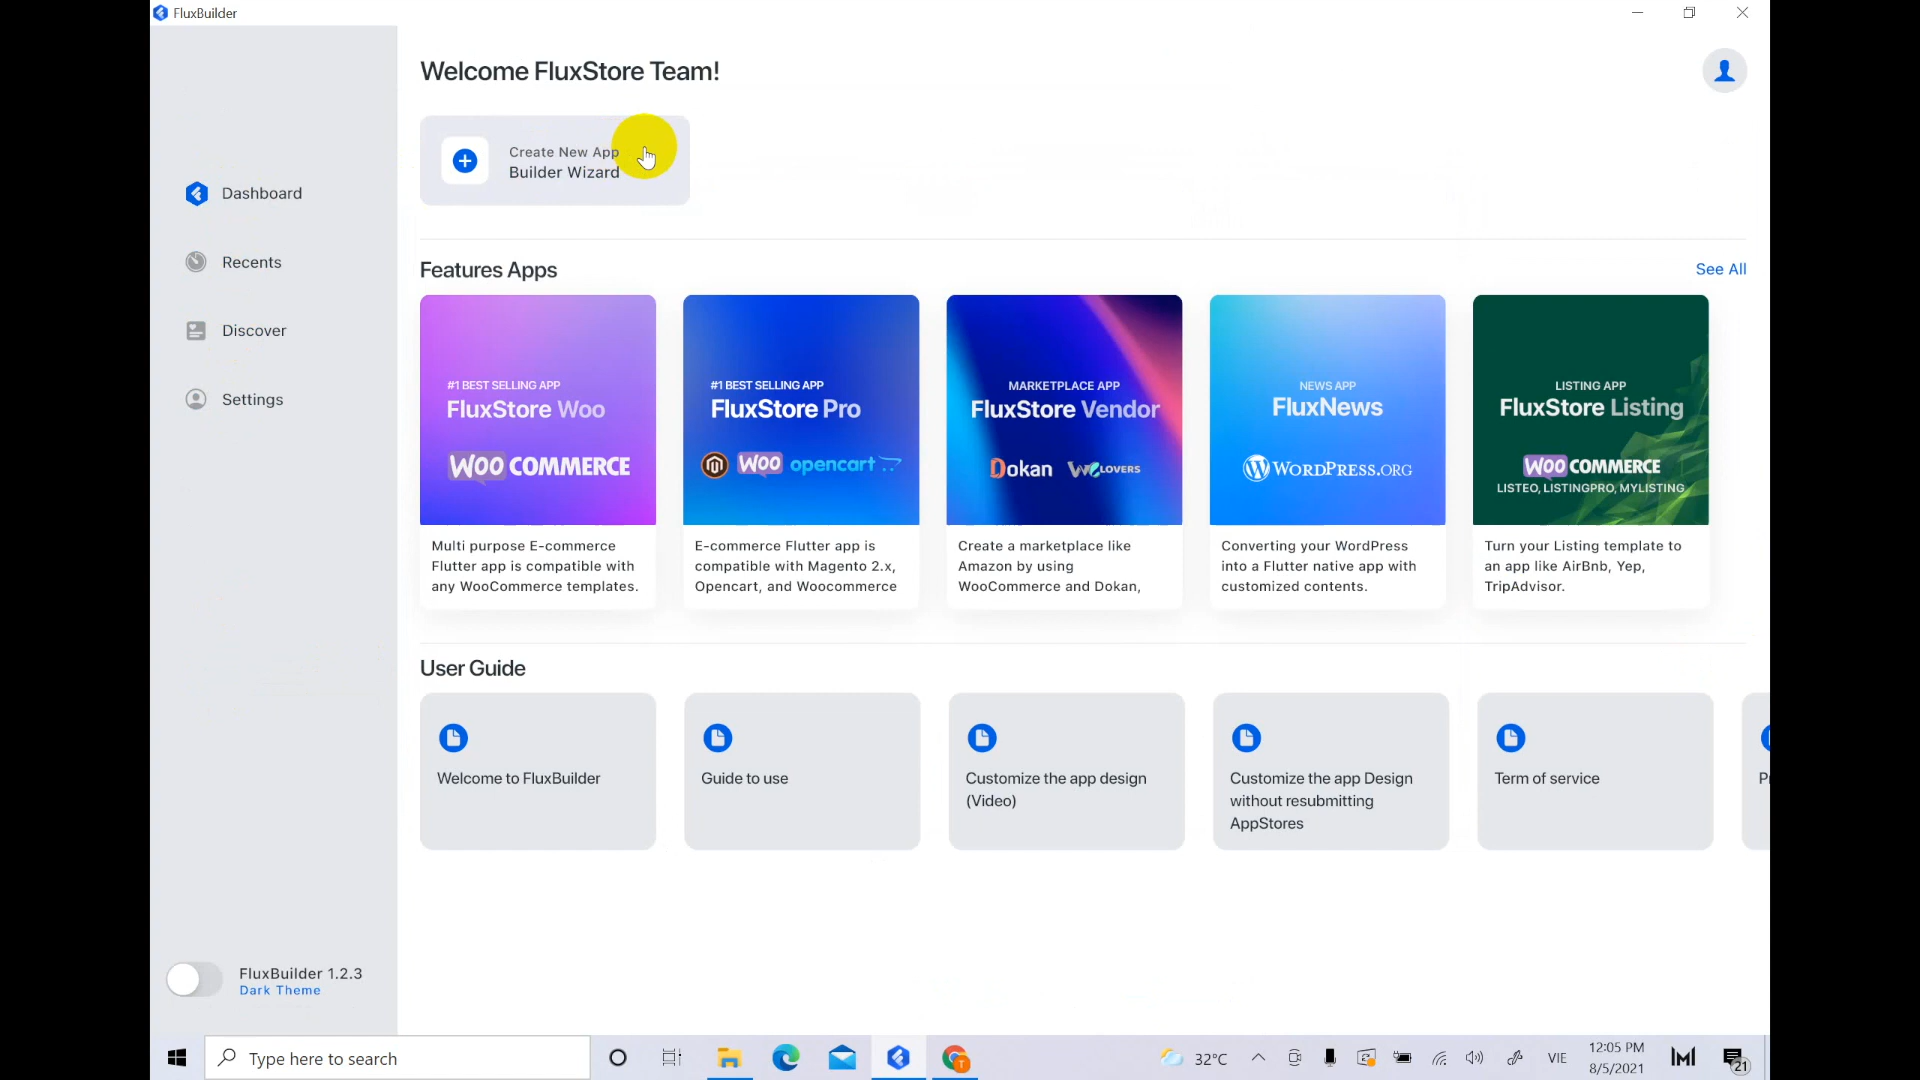 FluxBuilder
Welcome FluxStore Team!
Create New App
Builder Wizard
Dashboard
Recents
Discover
Settings
Features Apps
See All
#1 BEST SELLING APP
FluxStore Woo
WOO COMMERCE
Multi purpose E-commerce
Flutter app is compatible with
any WooCommerce templates.
#1 BEST SELLING APP
FluxStore Pro
WOO opencart
E-commerce Flutter app is
compatible with Magento 2.x,
Opencart, and Woocommerce
MARKETPLACE APP
FluxStore Vendor
Dokan WCLOVERS
Create a marketplace like
Amazon by using
WooCommerce and Dokan,
NEWS APP
FluxNews
WORDPRESS.ORG
Converting your WordPress
into a Flutter native app with
customized contents.
LISTING APP
FluxStore Listing
WOO COMMERCE
LISTEO, LISTINGPRO, MYLISTING
Turn your Listing template to
an app like AirBnb, Yep,
TripAdvisor.
User Guide
Welcome to FluxBuilder
Guide to use
Customize the app design
(Video)
Customize the app Design
without resubmitting
AppStores
Term of service
FluxBuilder 1.2.3
Dark Theme
Type here to search
32°C
VIE
12:05 PM
8/5/2021
21